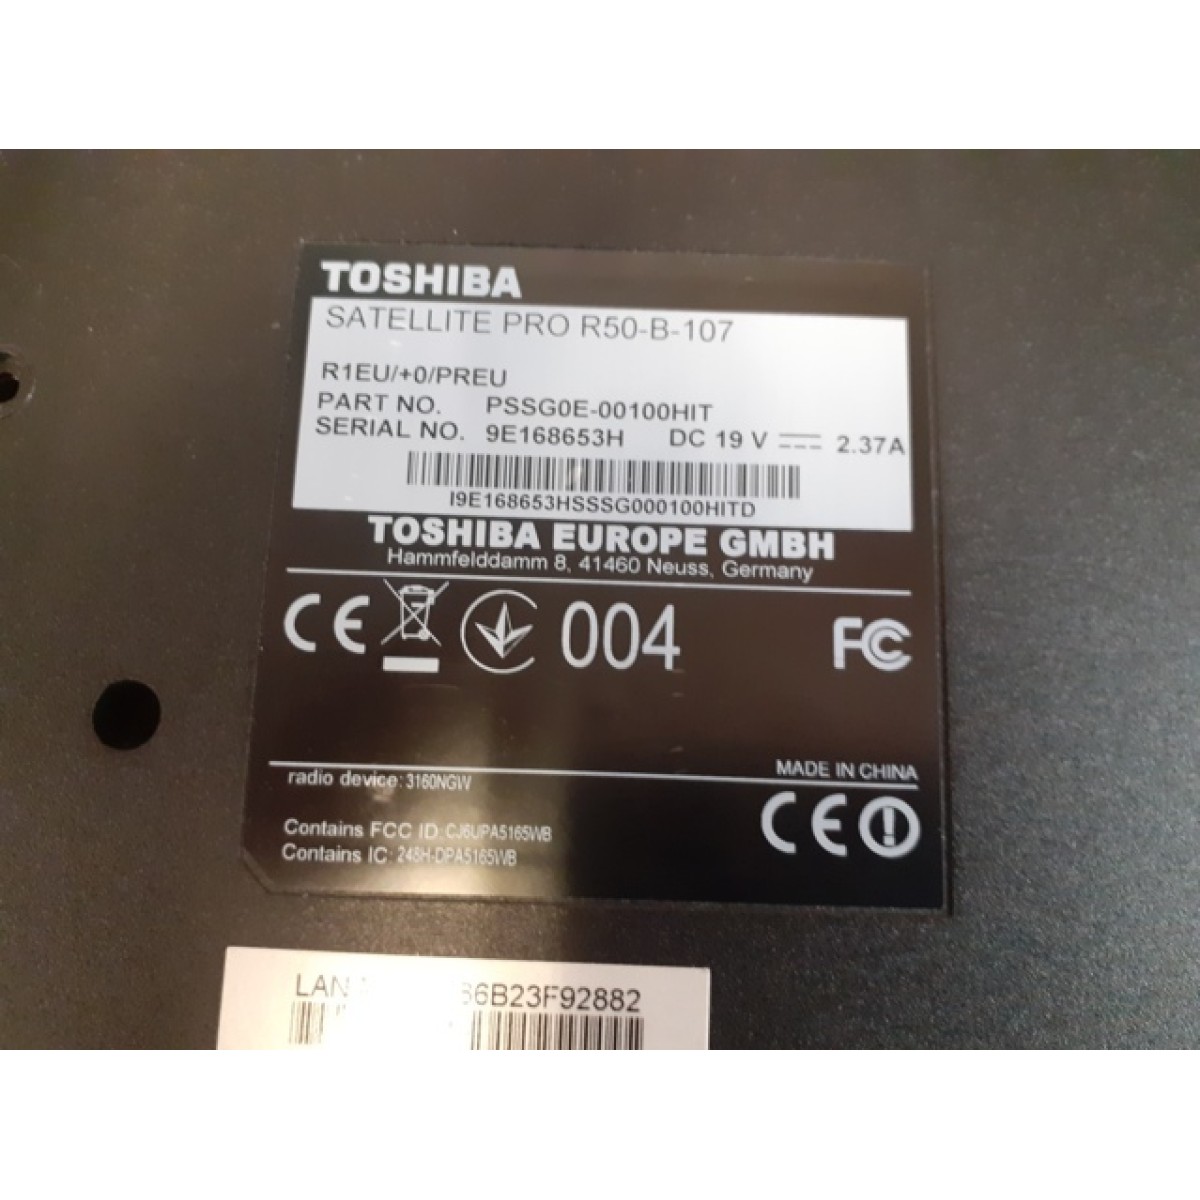 TOSHIBA
SATELLITE PRO R50-B-107
R1EU/+0/PREU
PART NO. PSSG0E-00100HIT
SERIAL NO. 9E168653H DC 19 V 2.37A
I9E168653HSSSG000100HITD
TOSHIBA EUROPE GMBH
Hammfelddamm 8, 41460 Neuss, Germany
CE 004 FC
MADE IN CHINA
radio device: 3160NGW
CE
Contains FCC ID: CJ6UPA5165WB
Contains IC: 248H-DPA5165WB
LAN 6B23F92882